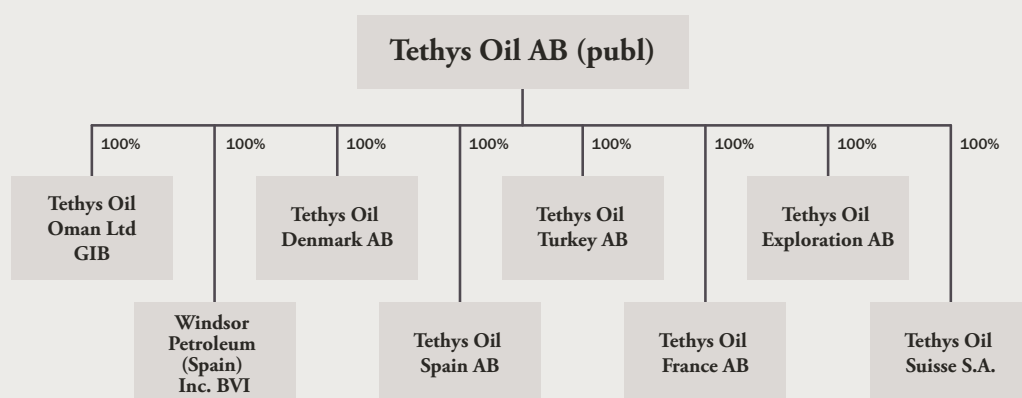 Tethys Oil AB (publ)
100%
100%
100%
100%
100%
100%
100%
100%
Tethys Oil
Oman Ltd
GIB
Tethys Oil
Denmark AB
Tethys Oil
Turkey AB
Tethys Oil
Exploration AB
Windsor
Petroleum
(Spain)
Inc. BVI
Tethys Oil
Spain AB
Tethys Oil
France AB
Tethys Oil
Suisse S.A.